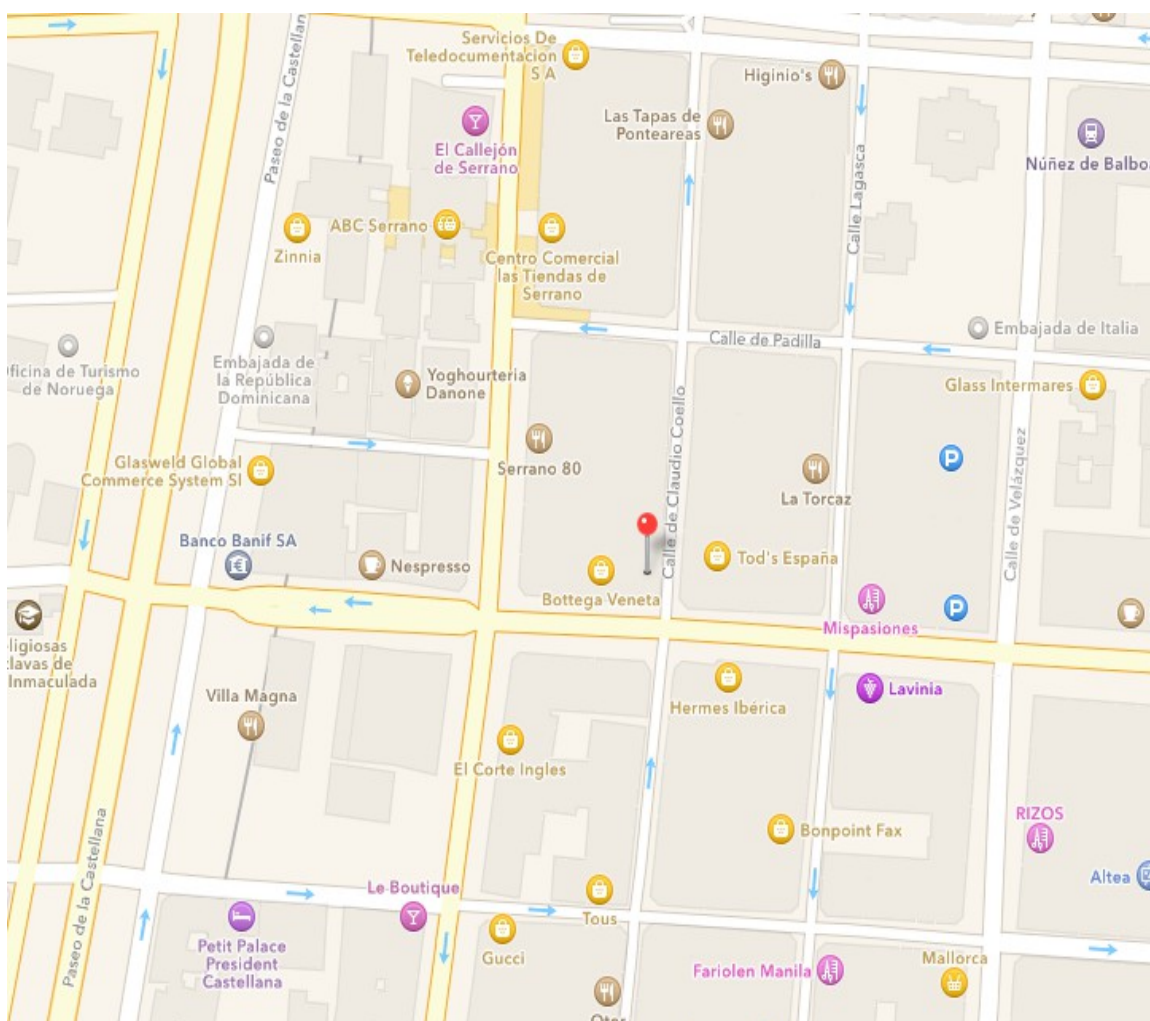 Servicios De
Teledocumentacion
S A
Higinio's
Las Tapas de
Ponteareas
Paseo de la Castellan
El Callejón
de Serrano
Núñez de Balbo
Calle Lagasca
ABC Serrano
Zinnia
Centro Comercial
las Tiendas de
Serrano
Embajada de Italia
Calle de Padilla
ficina de Turismo
de Noruega
Embajada de
la República
Dominicana
Yoghourteria
Danone
Glass Intermares
Calle de Claudio Coello
Serrano 80
Glasweld Global
Commerce System Sl
P
La Torcaz
Calle de Velázquez
Banco Banif SA
Nespresso
Tod's España
Bottega Veneta
P
Mispasiones
ligiosas
clavas de
Inmaculada
Villa Magna
Lavinia
Hermes Ibérica
El Corte Ingles
RIZOS
Bonpoint Fax
Paseo de la Castellana
Altea
Le Boutique
Tous
Petit Palace
President
Castellana
Gucci
Fariolen Manila
Mallorca